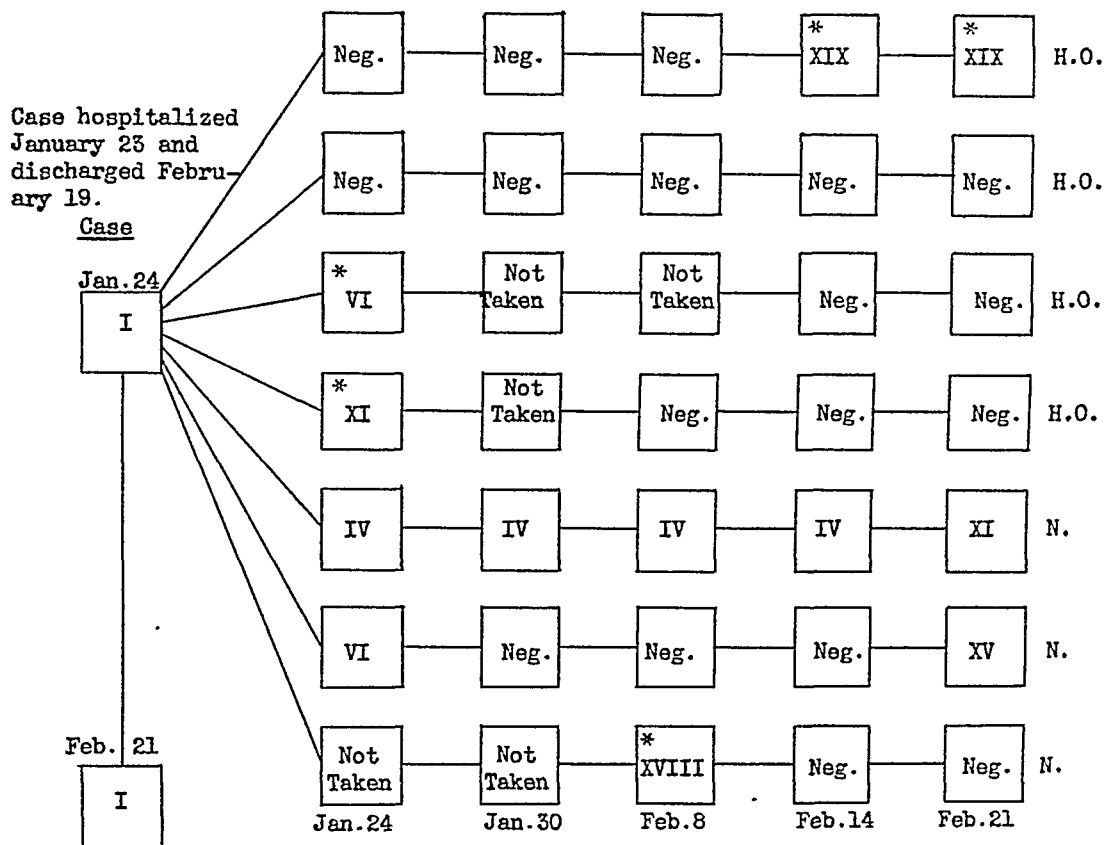 * *
Neg. Neg. Neg. XIX XIX H.O.
Case hospitalized
January 23 and
discharged Febru-
ary 19.
Case
Neg. Neg. Neg. Neg. Neg. H.O.
Jan.24
I
*
VI Not Taken Not Taken Neg. Neg. H.O.
*
XI Not Taken Neg. Neg. Neg. H.O.
IV IV IV IV XI N.
VI Neg. Neg. Neg. XV N.
Feb. 21
I
*
Not Taken Not Taken XVIII Neg. Neg. N.
Jan.24 Jan.30 Feb.8 Feb.14 Feb.21